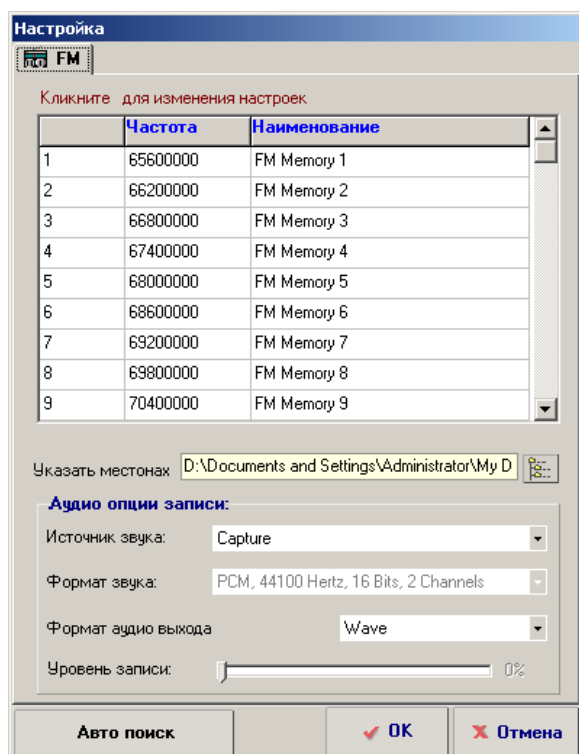 Настройка
FM
Кликните для изменения настроек
Частота Наименование
1 65600000 FM Memory 1
2 66200000 FM Memory 2
3 66800000 FM Memory 3
4 67400000 FM Memory 4
5 68000000 FM Memory 5
6 68600000 FM Memory 6
7 69200000 FM Memory 7
8 69800000 FM Memory 8
9 70400000 FM Memory 9
Указать местонах D:\Documents and Settings\Administrator\My D
Аудио опции записи:
Источник звука: Capture
Формат звука: PCM, 44100 Hertz, 16 Bits, 2 Channels
Формат аудио выхода Wave
Уровень записи: 0%
Авто поиск OK Отмена